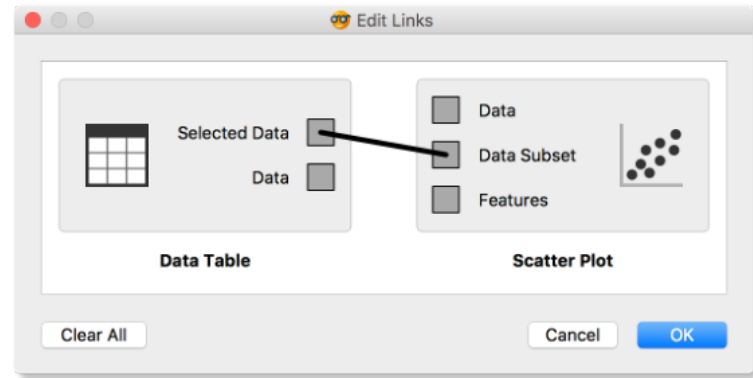 Edit Links
Selected Data
Data
Data
Data Subset
Features
Data Table
Scatter Plot
Clear All
Cancel
OK